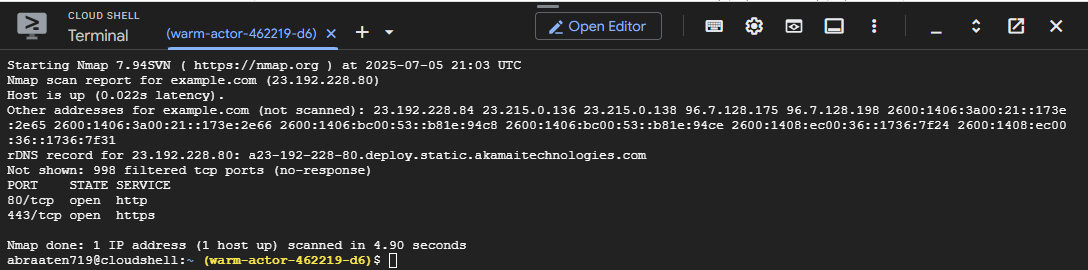 CLOUD SHELL
Terminal
(warm-actor-462219-d6)
Open Editor
Starting Nmap 7.94SVN ( https://nmap.org ) at 2025-07-05 21:03 UTC
Nmap scan report for example.com (23.192.228.80)
Host is up (0.022s latency).
Other addresses for example.com (not scanned): 23.192.228.84 23.215.0.136 23.215.0.138 96.7.128.175 96.7.128.198 2600:1406:3a00:21::173e
:2e65 2600:1406:3a00:21::173e:2e66 2600:1406:bc00:53::b81e:94c8 2600:1406:bc00:53::b81e:94ce 2600:1408:ec00:36::1736:7f24 2600:1408:ec00
:36::1736:7f31
rDNS record for 23.192.228.80: a23-192-228-80.deploy.static.akamaitechnologies.com
Not shown: 998 filtered tcp ports (no-response)
PORT    STATE SERVICE
80/tcp  open  http
443/tcp open  https
Nmap done: 1 IP address (1 host up) scanned in 4.90 seconds
abraaten719@cloudshell:~ (warm-actor-462219-d6)$